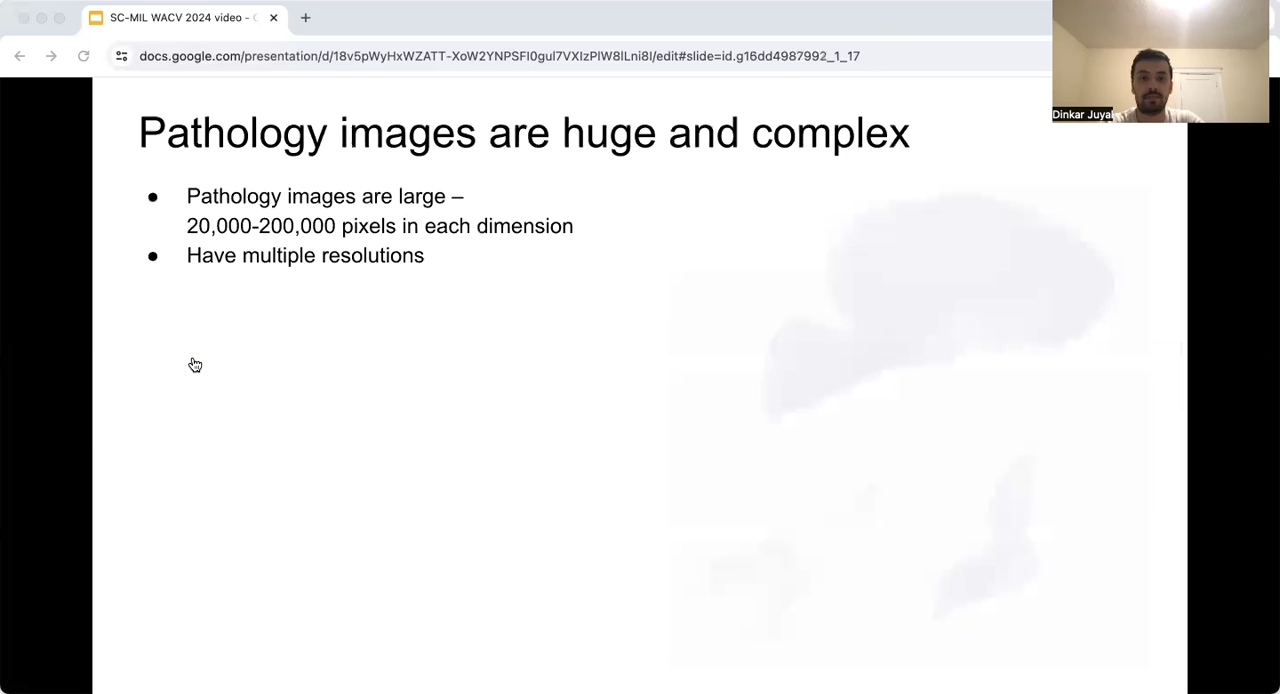 SC-MIL WACV 2024 video -
docs.google.com/presentation/d/18v5pWyHxWZATT-XoW2YNPSFI0gul7VXIzPlW8lLni8I/edit#slide=id.g16dd4987992_1_17
Dinkar Juyal
Pathology images are huge and complex
● Pathology images are large –
20,000-200,000 pixels in each dimension
● Have multiple resolutions